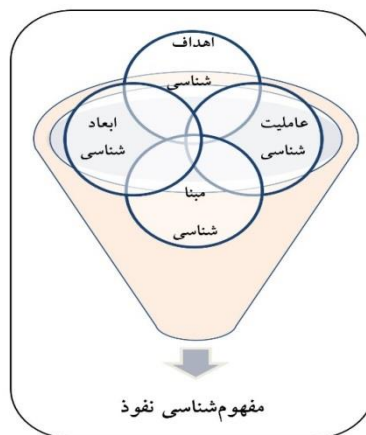 اهداف
شناسی
عاملیت
شناسی
ابعاد
شناسی
مبنا
شناسی
مفهوم‌شناسی نفوذ